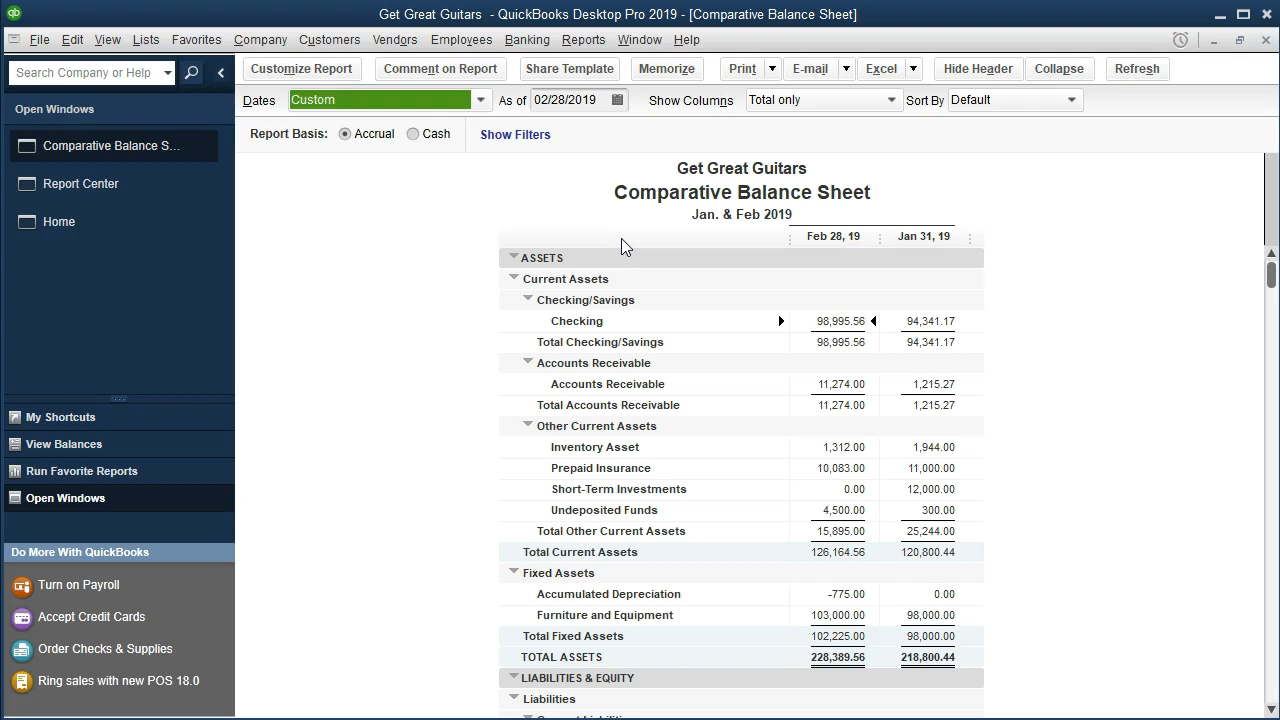 Get Great Guitars - QuickBooks Desktop Pro 2019 - [Comparative Balance Sheet]
File Edit View Lists Favorites Company Customers Vendors Employees Banking Reports Window Help
Search Company or Help
Customize Report Comment on Report Share Template Memorize Print E-mail Excel Hide Header Collapse Refresh
Dates Custom As of 02/28/2019 Show Columns Total only Sort By Default
Report Basis: Accrual Cash Show Filters
Open Windows
Comparative Balance S...
Report Center
Home
My Shortcuts
View Balances
Run Favorite Reports
Open Windows
Do More With QuickBooks
Turn on Payroll
Accept Credit Cards
Order Checks & Supplies
Ring sales with new POS 18.0
Get Great Guitars
Comparative Balance Sheet
Jan. & Feb 2019
Feb 28, 19 Jan 31, 19
ASSETS
Current Assets
Checking/Savings
Checking 98,995.56 94,341.17
Total Checking/Savings 98,995.56 94,341.17
Accounts Receivable
Accounts Receivable 11,274.00 1,215.27
Total Accounts Receivable 11,274.00 1,215.27
Other Current Assets
Inventory Asset 1,312.00 1,944.00
Prepaid Insurance 10,083.00 11,000.00
Short-Term Investments 0.00 12,000.00
Undeposited Funds 4,500.00 300.00
Total Other Current Assets 15,895.00 25,244.00
Total Current Assets 126,164.56 120,800.44
Fixed Assets
Accumulated Depreciation -775.00 0.00
Furniture and Equipment 103,000.00 98,000.00
Total Fixed Assets 102,225.00 98,000.00
TOTAL ASSETS 228,389.56 218,800.44
LIABILITIES & EQUITY
Liabilities